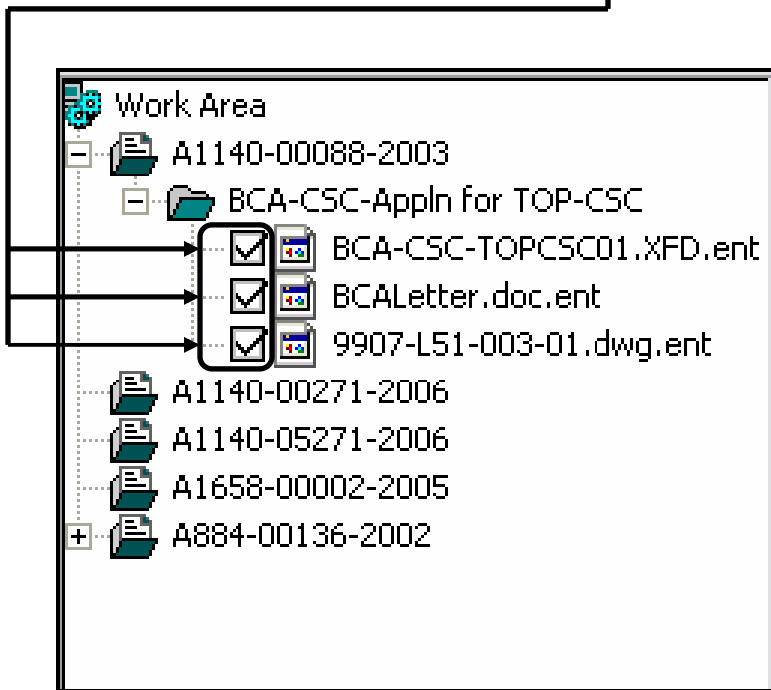 Work Area
A1140-00088-2003
BCA-CSC-Appln for TOP-CSC
BCA-CSC-TOPCSC01.XFD.ent
BCALetter.doc.ent
9907-L51-003-01.dwg.ent
A1140-00271-2006
A1140-05271-2006
A1658-00002-2005
A884-00136-2002